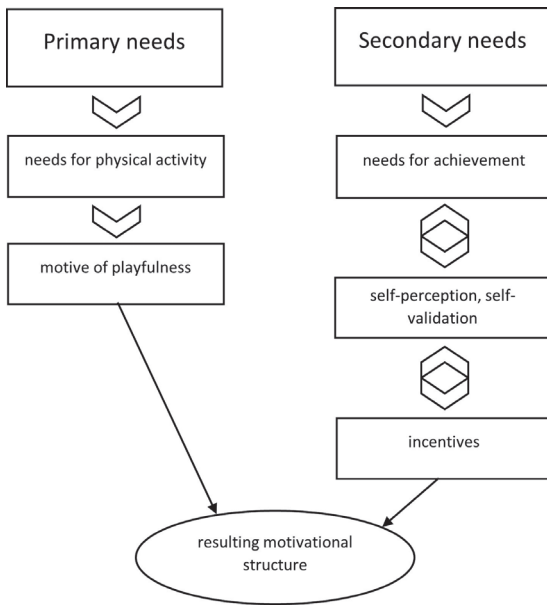 Primary needs
Secondary needs
needs for physical activity
needs for achievement
motive of playfulness
self-perception, self-
validation
incentives
resulting motivational
structure